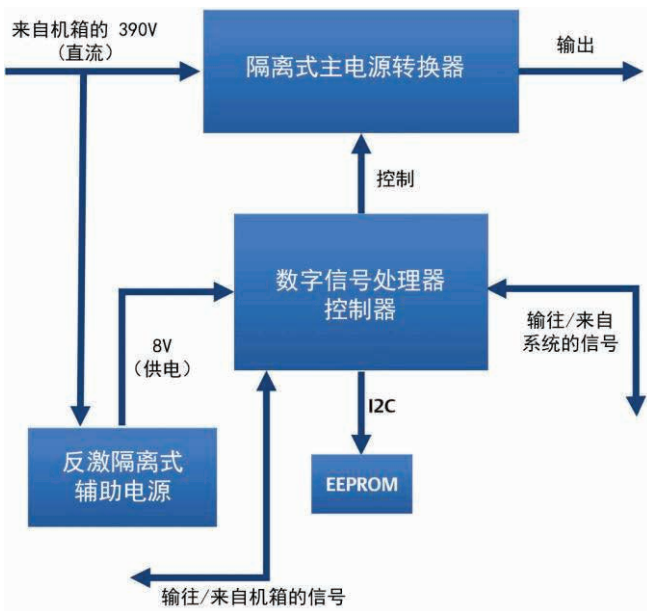 来自机箱的 390V
（直流）
隔离式主电源转换器
输出
控制
数字信号处理器
控制器
输往/来自
系统的信号
8V
（供电）
I2C
反激隔离式
辅助电源
EEPROM
输往/来自机箱的信号